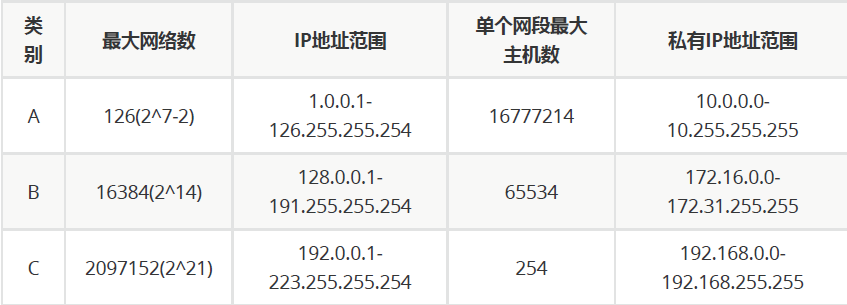 类别
最大网络数
IP地址范围
单个网段最大
主机数
私有IP地址范围
A
126(2^7-2)
1.0.0.1-
126.255.255.254
16777214
10.0.0.0-
10.255.255.255
B
16384(2^14)
128.0.0.1-
191.255.255.254
65534
172.16.0.0-
172.31.255.255
C
2097152(2^21)
192.0.0.1-
223.255.255.254
254
192.168.0.0-
192.168.255.255